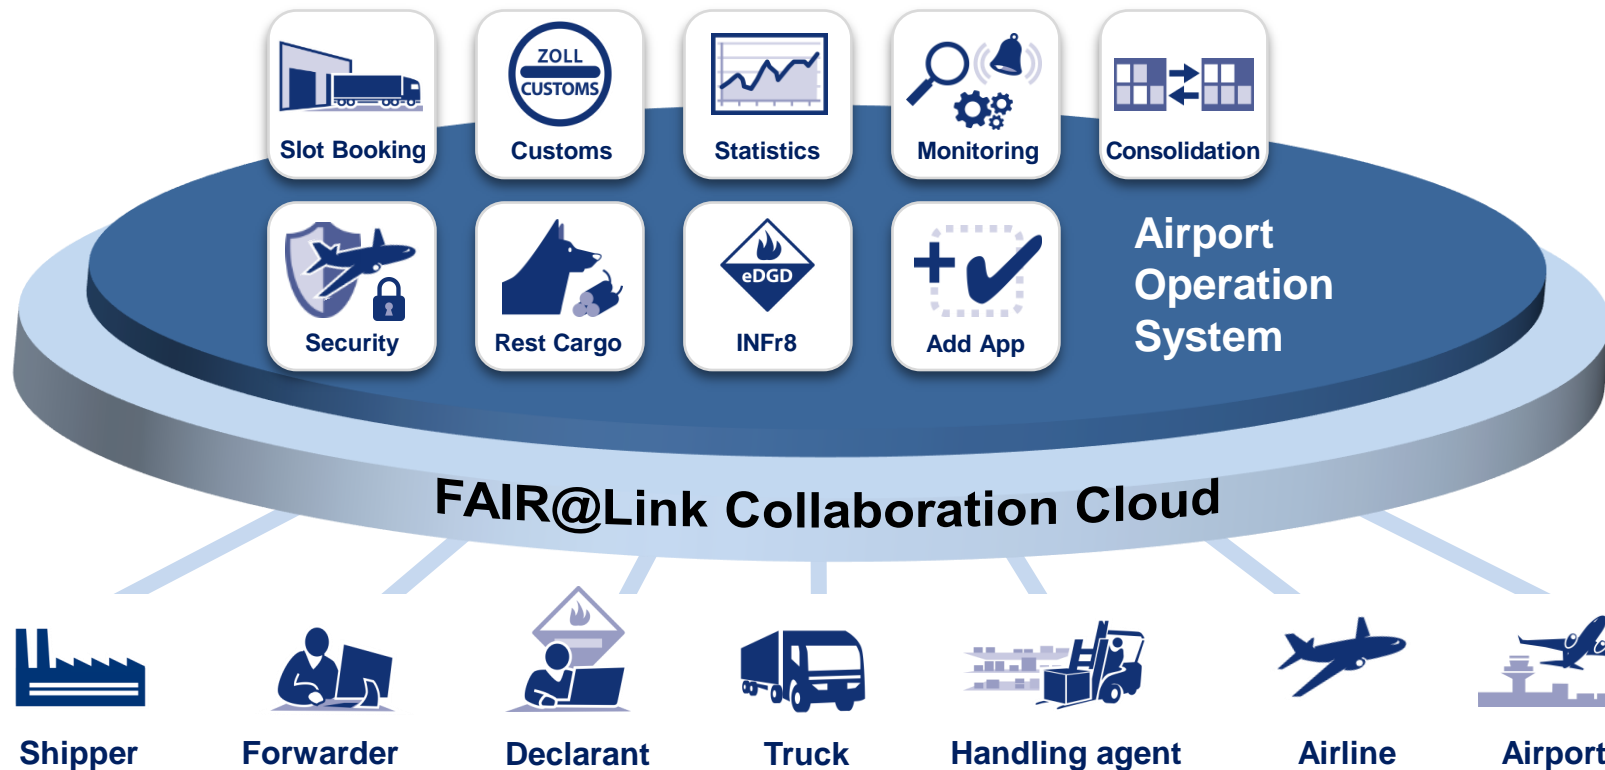 ZOLL
CUSTOMS
Slot Booking
Customs
Statistics
Monitoring
Consolidation
eDGD
Security
Rest Cargo
INFr8
Add App
Airport
Operation
System
FAIR@Link Collaboration Cloud
Shipper
Forwarder
Declarant
Truck
Handling agent
Airline
Airport